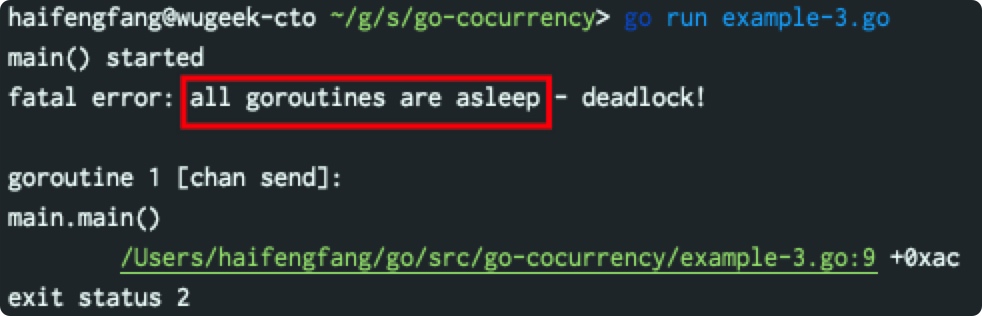 haifengfang@wugeek-cto ~/g/s/go-cocurrency> go run example-3.go
main() started
fatal error: all goroutines are asleep - deadlock!
goroutine 1 [chan send]:
main.main()
/Users/haifengfang/go/src/go-cocurrency/example-3.go:9 +0xac
exit status 2